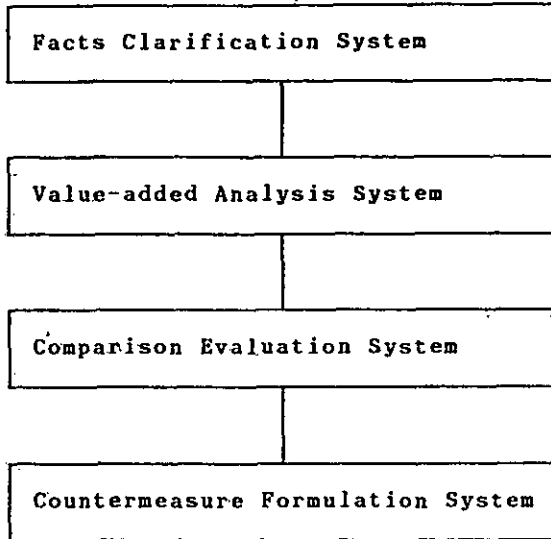 Facts Clarification System
Value-added Analysis System
Comparison Evaluation System
Countermeasure Formulation System